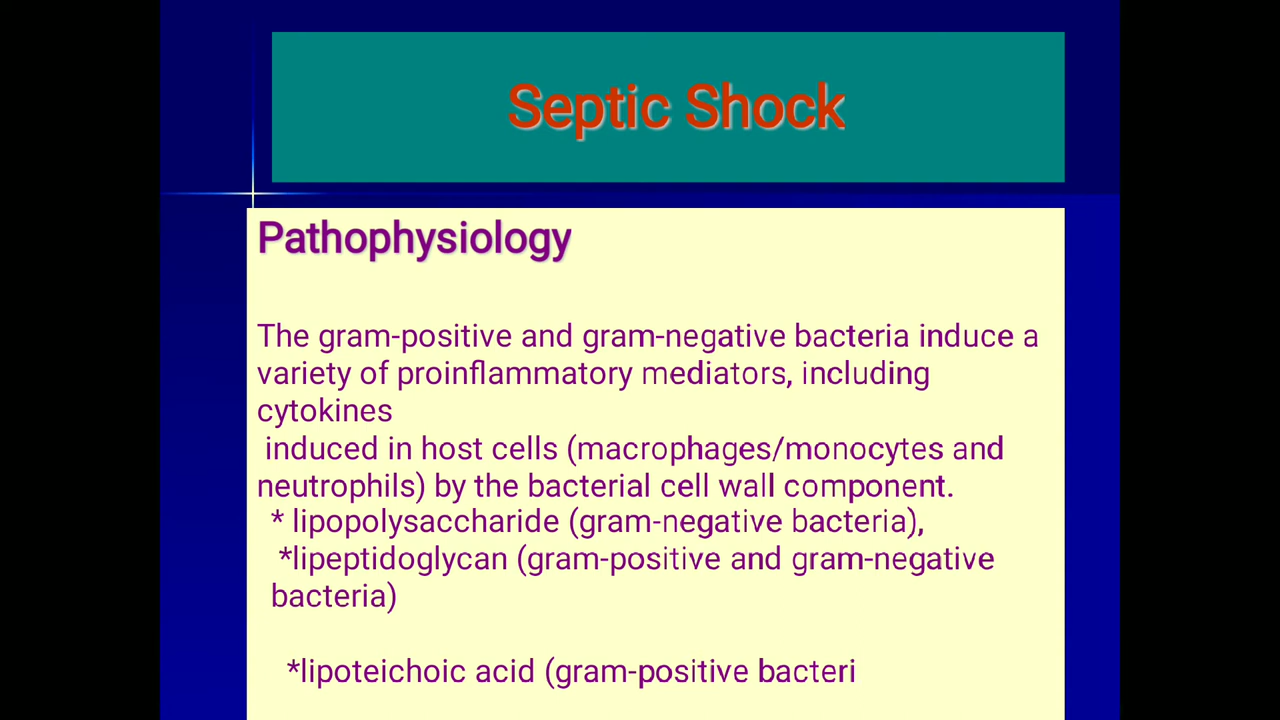 Septic Shock
Pathophysiology
The gram-positive and gram-negative bacteria induce a
variety of proinflammatory mediators, including
cytokines
induced in host cells (macrophages/monocytes and
neutrophils) by the bacterial cell wall component.
* lipopolysaccharide (gram-negative bacteria),
*lipeptidoglycan (gram-positive and gram-negative
bacteria)
*lipoteichoic acid (gram-positive bacteri